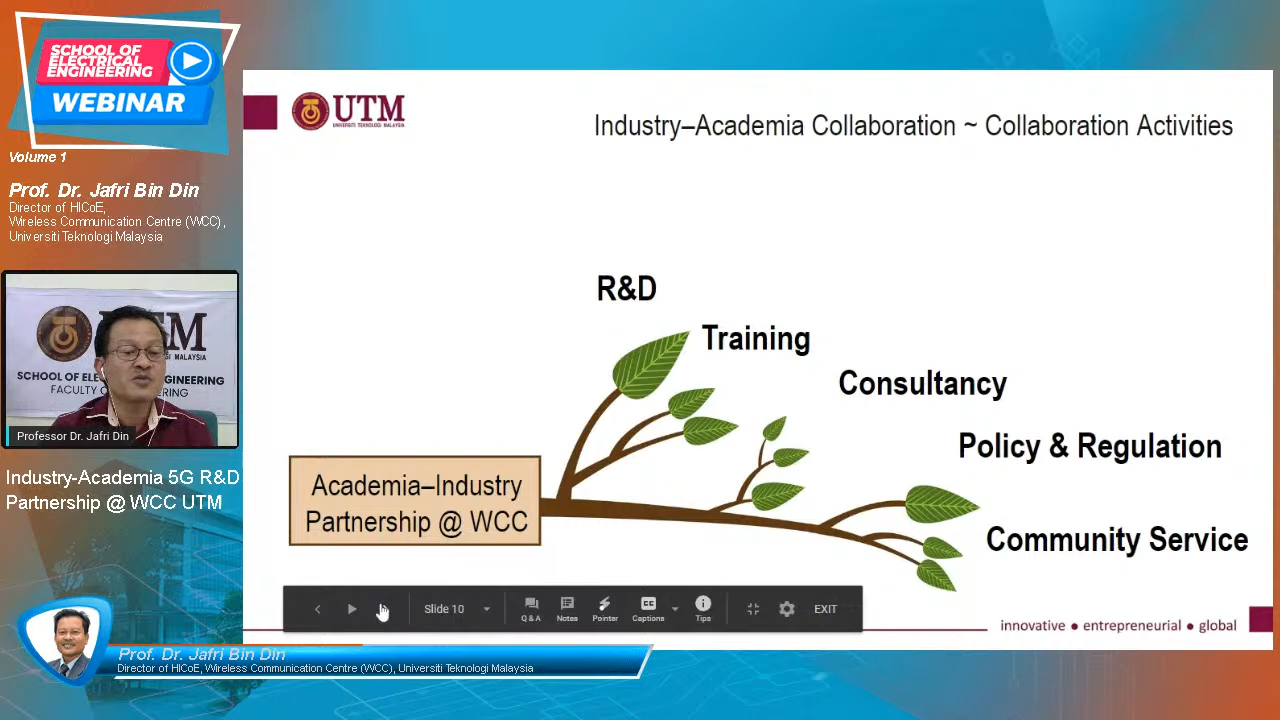 SCHOOL OF
ELECTRICAL
ENGINEERING
WEBINAR
Volume 1
Prof. Dr. Jafri Bin Din
Director of HICoE,
Wireless Communication Centre (WCC),
Universiti Teknologi Malaysia
UTM
UNIVERSITI TEKNOLOGI MALAYSIA
Industry–Academia Collaboration ~ Collaboration Activities
R&D
Training
Consultancy
Policy & Regulation
Community Service
Academia–Industry
Partnership @ WCC
Professor Dr. Jafri Din
Industry-Academia 5G R&D
Partnership @ WCC UTM
Slide 10
Q & A
Notes
Pointer
Captions
Tips
EXIT
innovative ● entrepreneurial ● global
Prof. Dr. Jafri Bin Din
Director of HICoE, Wireless Communication Centre (WCC), Universiti Teknologi Malaysia